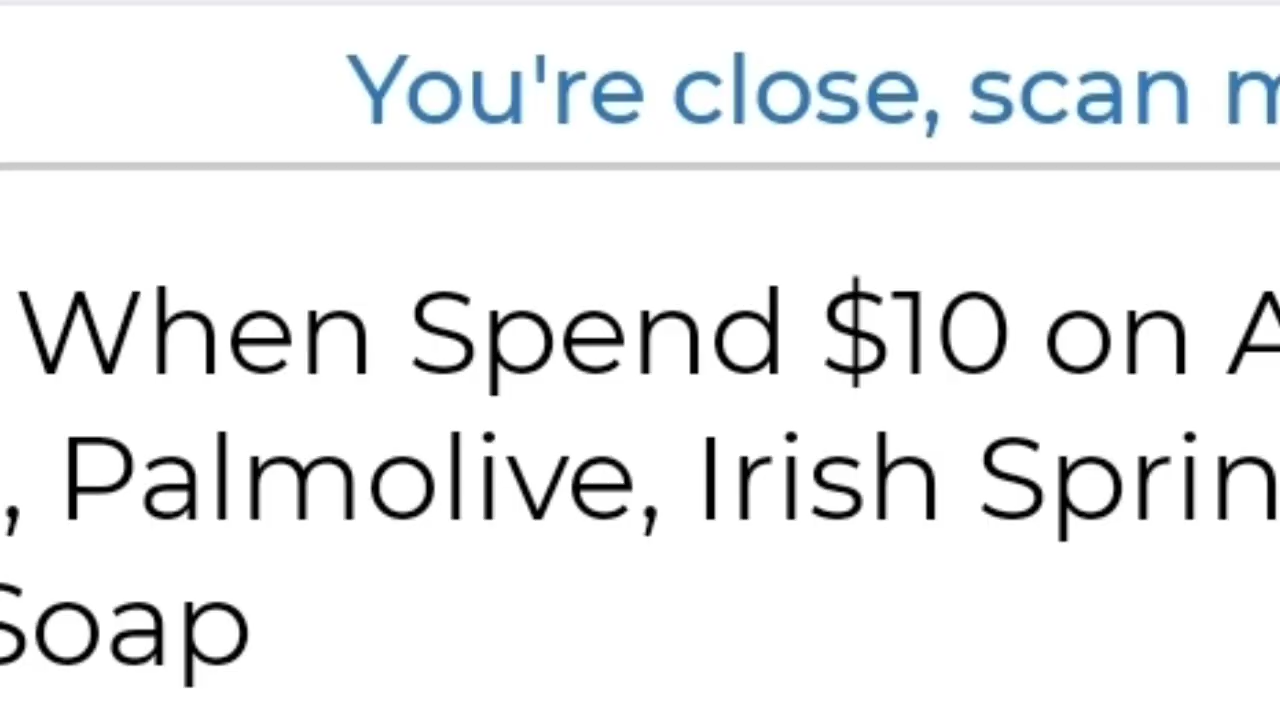 You're close, scan m
When Spend $10 on A
, Palmolive, Irish Sprin
Soap